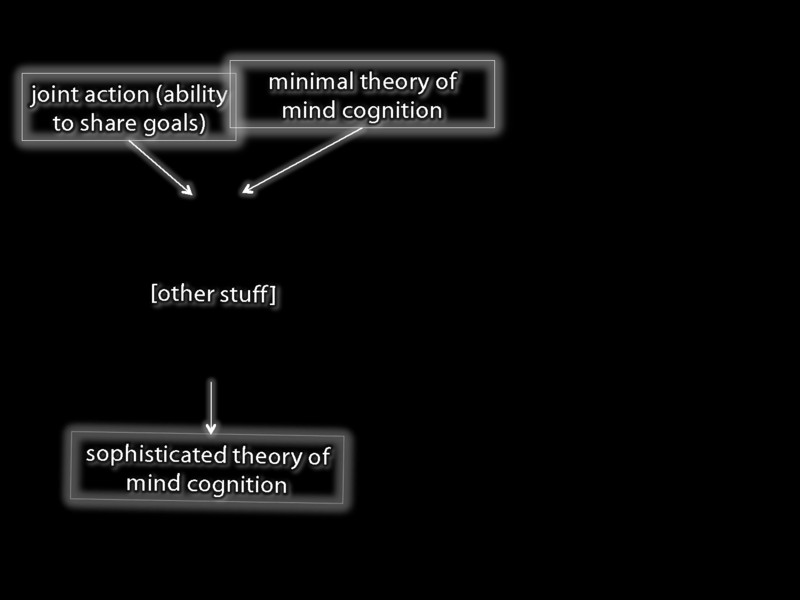 joint action (ability
to share goals)
minimal theory of
mind cognition
[other stuff]
sophisticated theory of
mind cognition